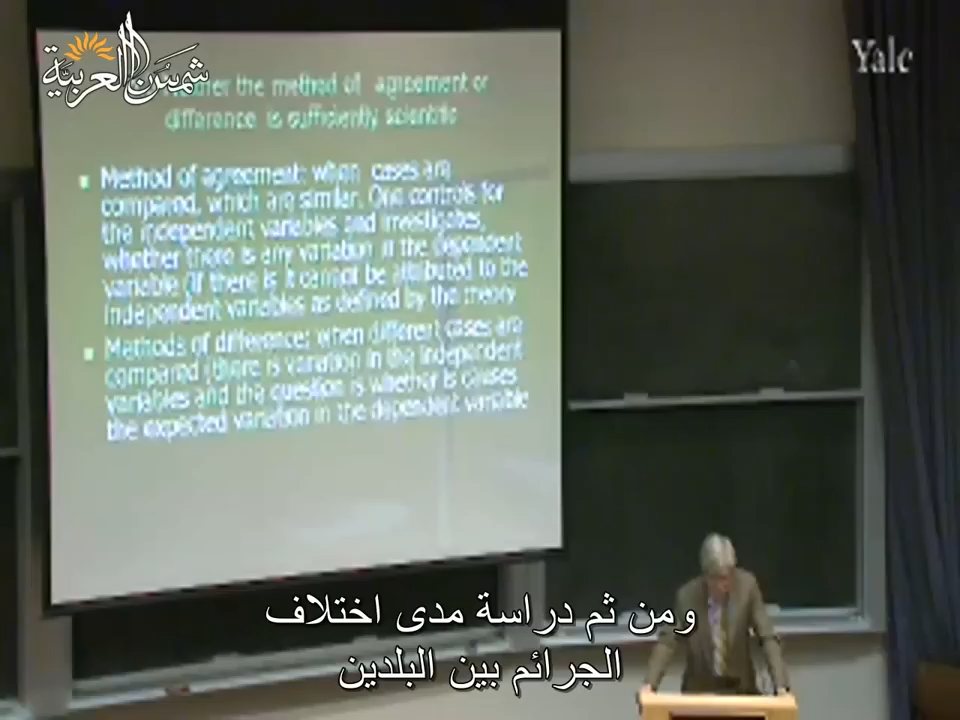 شمس العربية
Yale
the method of agreement or
difference is sufficiently scientific
Method of agreement: when cases are
compared, which are similar. One controls for
the independent variables and investigates,
whether there is any variation in the dependent
variable (if there is it cannot be attributed to the
independent variables as defined by the theory
Methods of difference: when different cases are
compared (there is variation in the independent
variables and the question is whether is causes
the expected variation in the dependent variable
ومن ثم دراسة مدى اختلاف
الجرائم بين البلدين